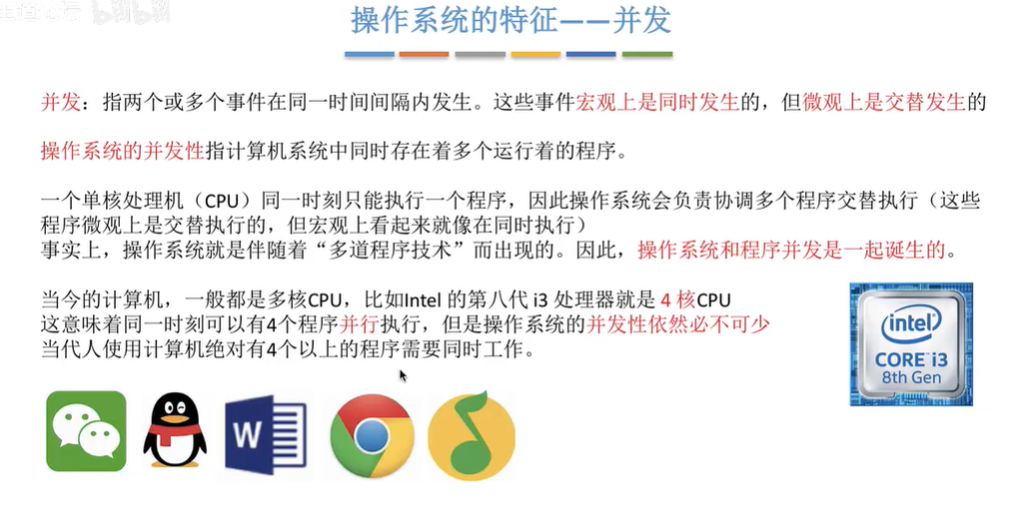 bilibili
操作系统的特征——并发
并发：指两个或多个事件在同一时间间隔内发生。这些事件宏观上是同时发生的，但微观上是交替发生的
操作系统的并发性指计算机系统中同时存在着多个运行着的程序。
一个单核处理机（CPU）同一时刻只能执行一个程序，因此操作系统会负责协调多个程序交替执行（这些
程序微观上是交替执行的，但宏观上看起来就像在同时执行）
事实上，操作系统就是伴随着“多道程序技术”而出现的。因此，操作系统和程序并发是一起诞生的。
当今的计算机，一般都是多核CPU，比如Intel 的第八代 i3 处理器就是 4 核CPU
这意味着同一时刻可以有4个程序并行执行，但是操作系统的并发性依然必不可少
当代人使用计算机绝对有4个以上的程序需要同时工作。
intel
CORE i3
8th Gen
W